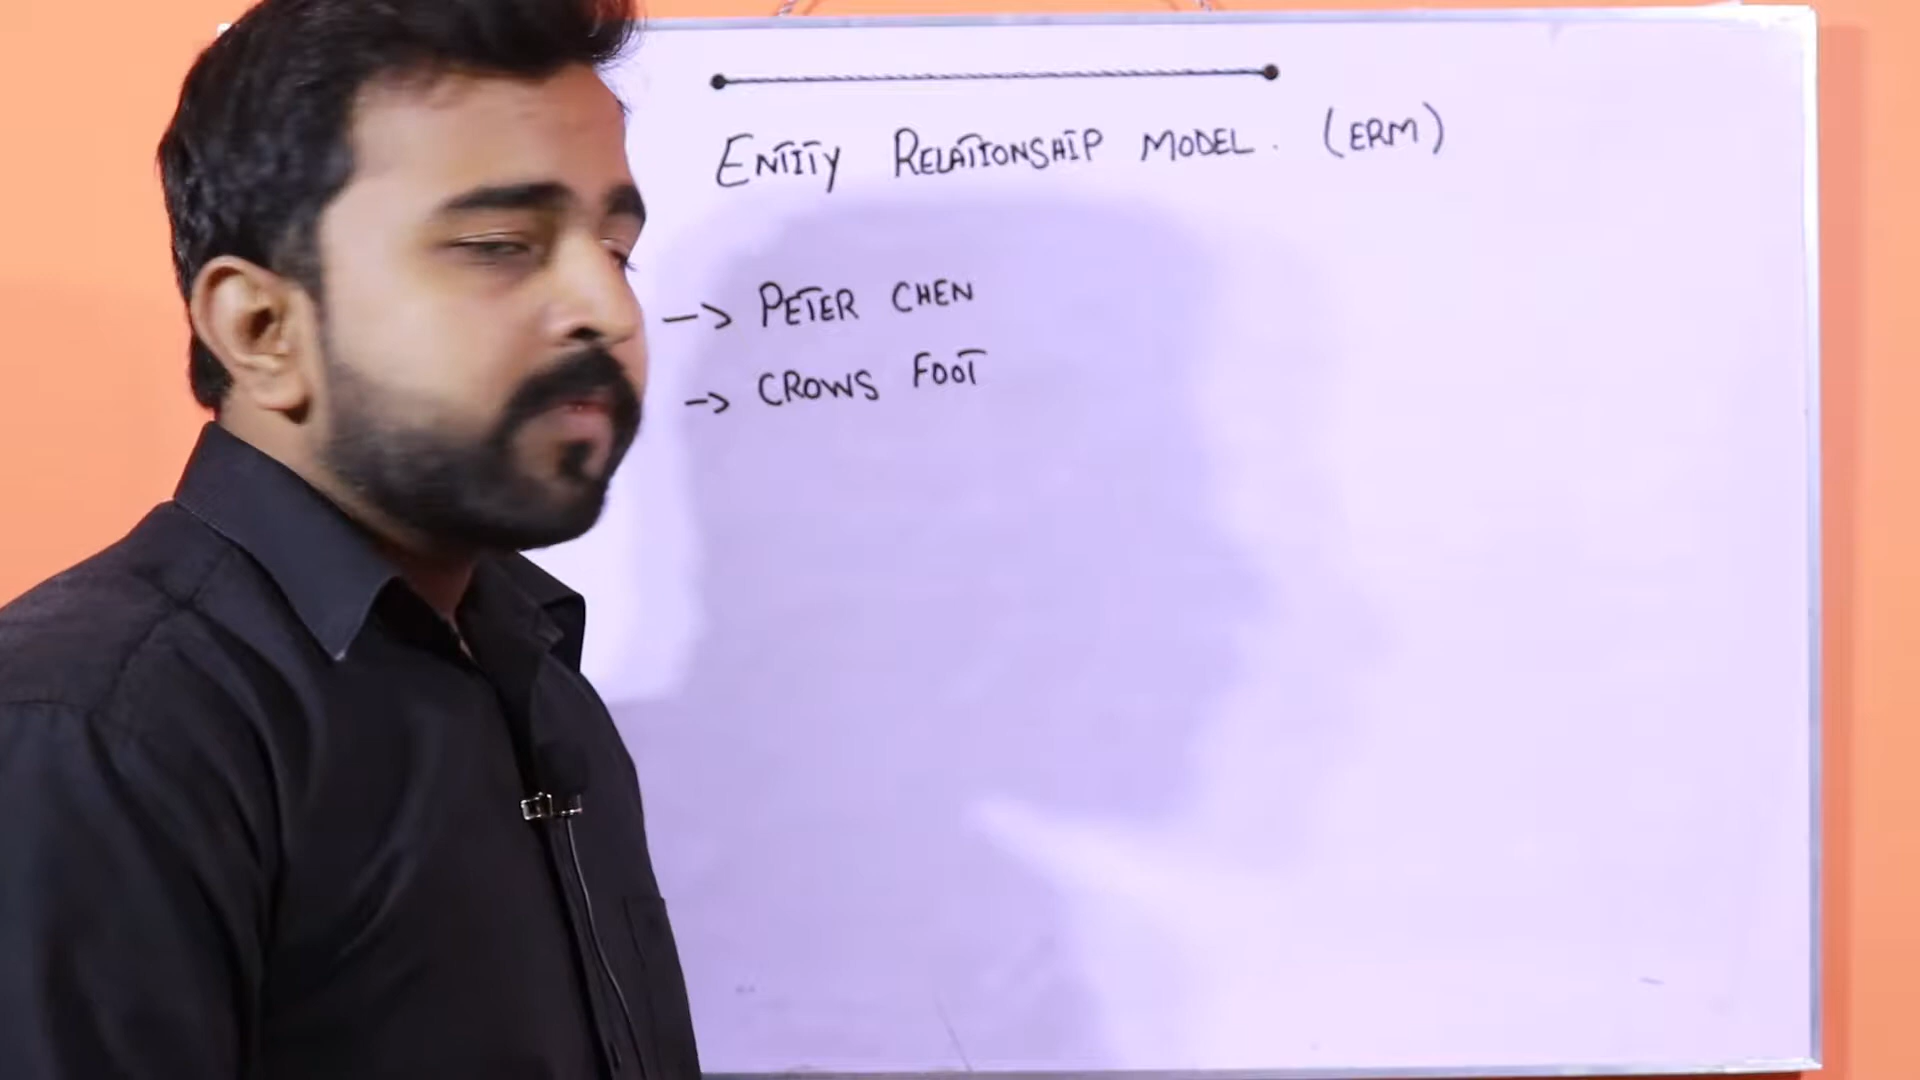 ENTITY RELATIONSHIP MODEL. (ERM)
-> PETER CHEN
-> CROWS FOOT